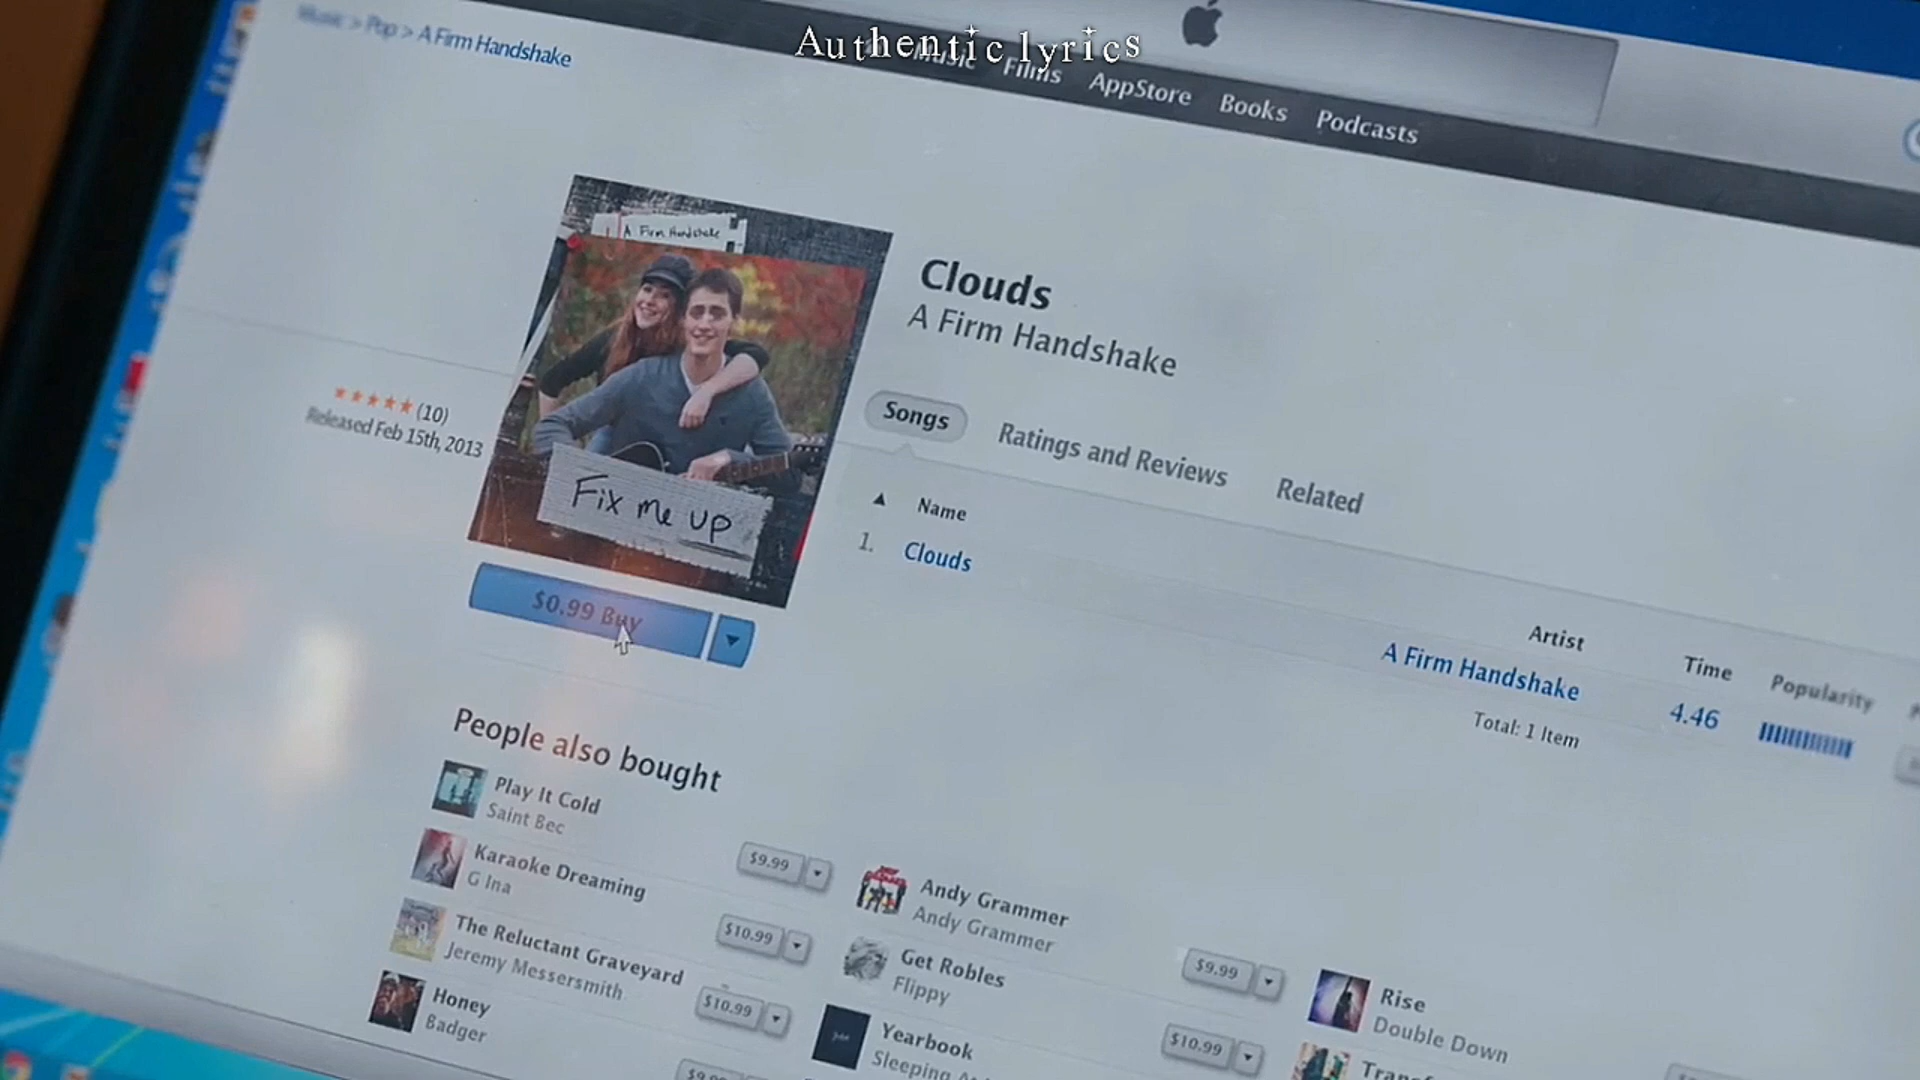 Authentic lyrics
Music > Pop > A Firm Handshake
Music Films AppStore Books Podcasts
A Firm Handshake
Fix me up
Clouds
A Firm Handshake
(10)
Released Feb 15th, 2013
Songs Ratings and Reviews Related
Name Artist Time Popularity
1. Clouds A Firm Handshake 4.46
Total: 1 Item
$0.99 Buy
People also bought
Play It Cold
Saint Bec
$9.99
Karaoke Dreaming
G Ina
$10.99
The Reluctant Graveyard
Jeremy Messersmith
$10.99
Honey
Badger
Andy Grammer
Andy Grammer
$9.99
Get Robles
Flippy
$10.99
Yearbook
Sleeping
Rise
Double Down